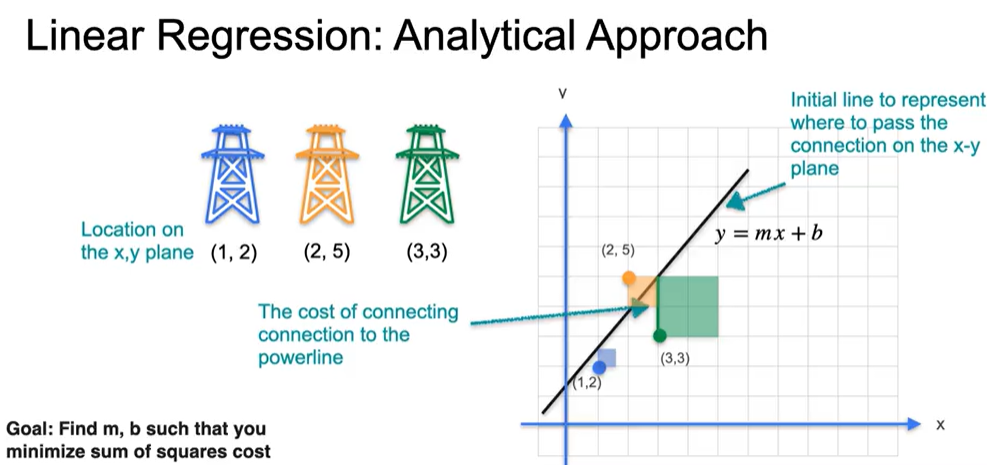 Linear Regression: Analytical Approach
Location on
the x,y plane
(1, 2)
(2, 5)
(3,3)
The cost of connecting
connection to the
powerline
Goal: Find m, b such that you
minimize sum of squares cost
y
Initial line to represent
where to pass the
connection on the x-y
plane
y = mx + b
(2, 5)
(3,3)
(1,2)
x